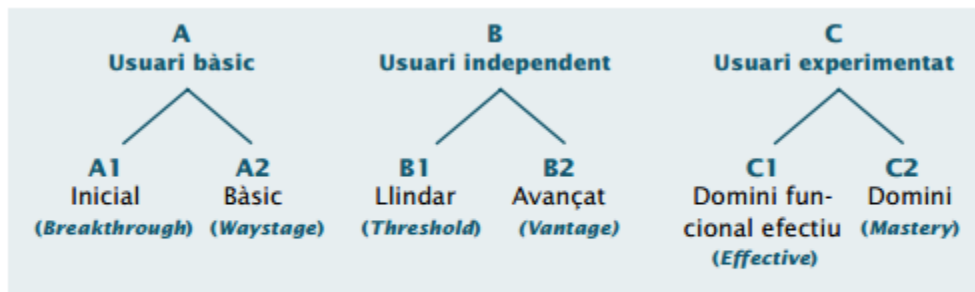 A
Usuari bàsic
A1
Inicial
(Breakthrough)
A2
Bàsic
(Waystage)
B
Usuari independent
B1
Llindar
(Threshold)
B2
Avançat
(Vantage)
C
Usuari experimentat
C1
Domini fun-
cional efectiu
(Effective)
C2
Domini
(Mastery)